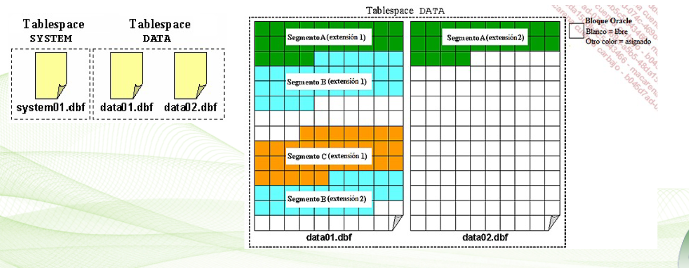 Tablespace
SYSTEM
Tablespace
DATA
system01.dbf
data01.dbf
data02.dbf
Tablespace DATA
Segmento A (extensión 1)
Segmento B (extensión 1)
Segmento C (extensión 1)
Segmento B (extensión 2)
data01.dbf
Segmento A (extensión 2)
data02.dbf
Bloque Oracle
Blanco = libre
Otro color = asignado